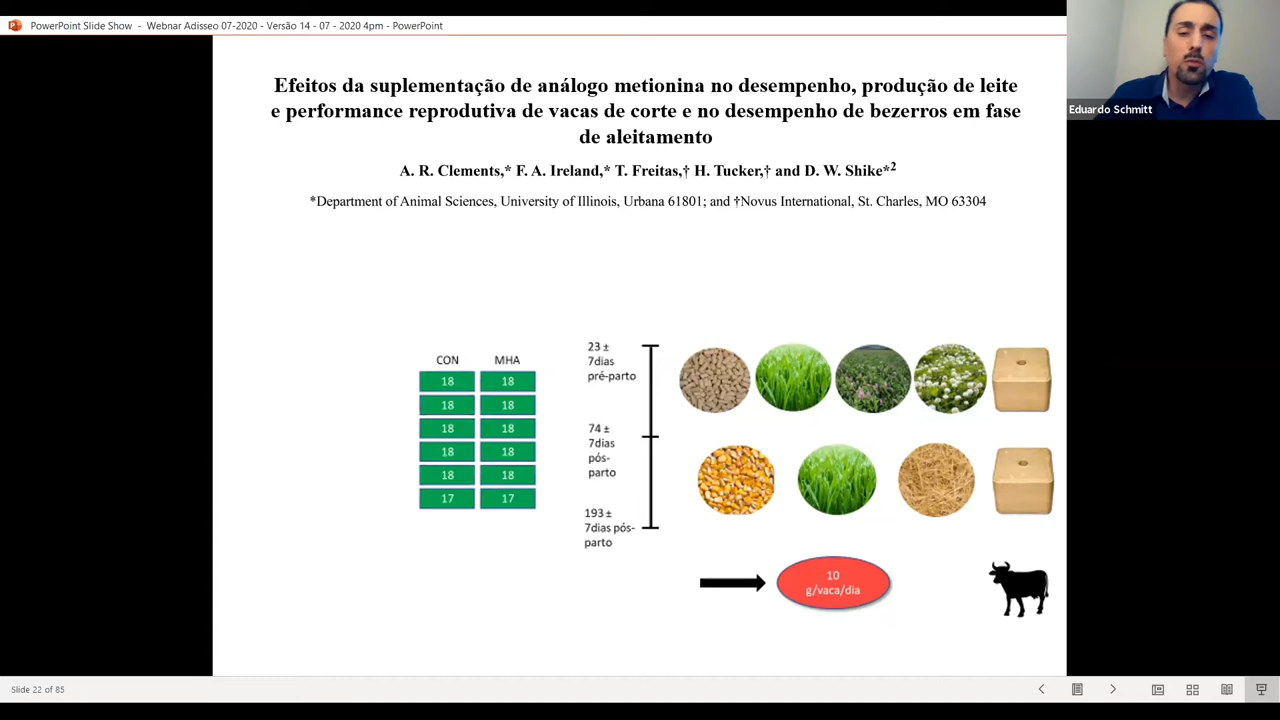 PowerPoint Slide Show - Webnar Adisseo 07-2020 - Versão 14 - 07 - 2020 4pm - PowerPoint
Eduardo Schmitt
Efeitos da suplementação de análogo metionina no desempenho, produção de leite
e performance reprodutiva de vacas de corte e no desempenho de bezerros em fase
de aleitamento
A. R. Clements,* F. A. Ireland,* T. Freitas,† H. Tucker,† and D. W. Shike*²
*Department of Animal Sciences, University of Illinois, Urbana 61801; and †Novus International, St. Charles, MO 63304
CON MHA
18 18
18 18
18 18
18 18
18 18
17 17
23 ±
7dias
pré-parto
74 ±
7dias
pós-
parto
193 ±
7dias pós-
parto
10
g/vaca/dia
Slide 22 of 85